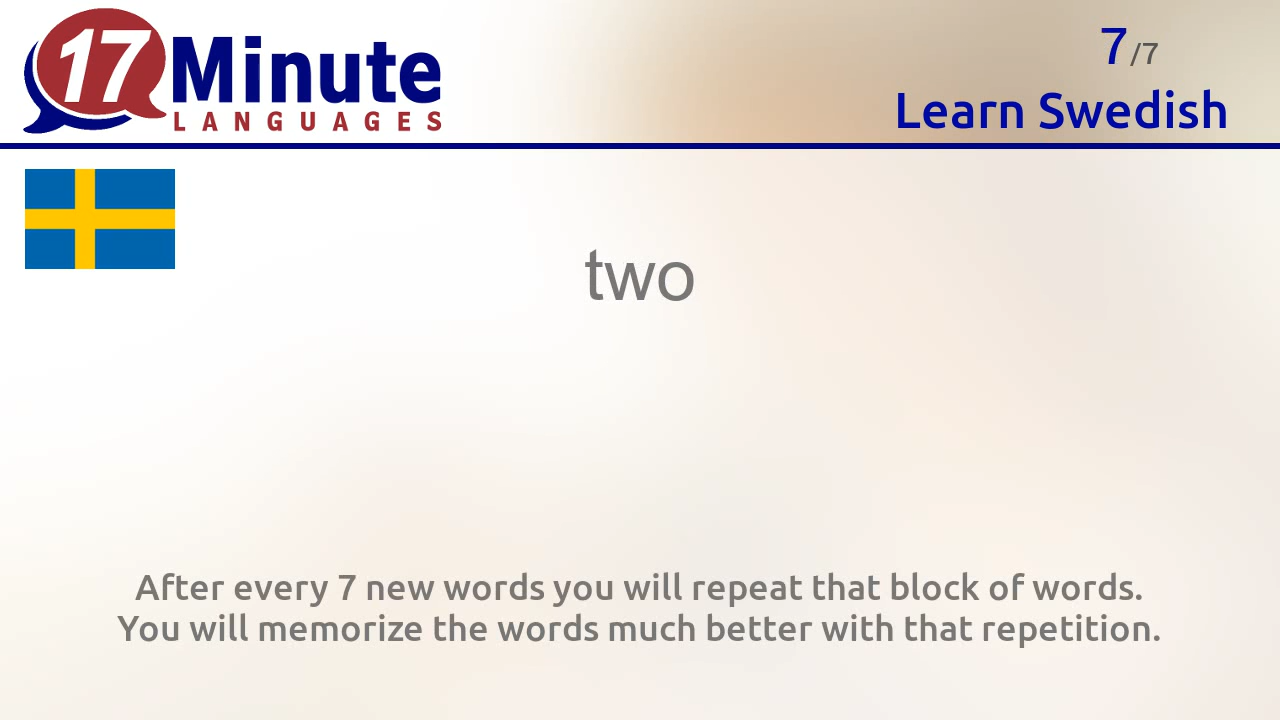 17 Minute
LANGUAGES
7/7
Learn Swedish
two
After every 7 new words you will repeat that block of words.
You will memorize the words much better with that repetition.